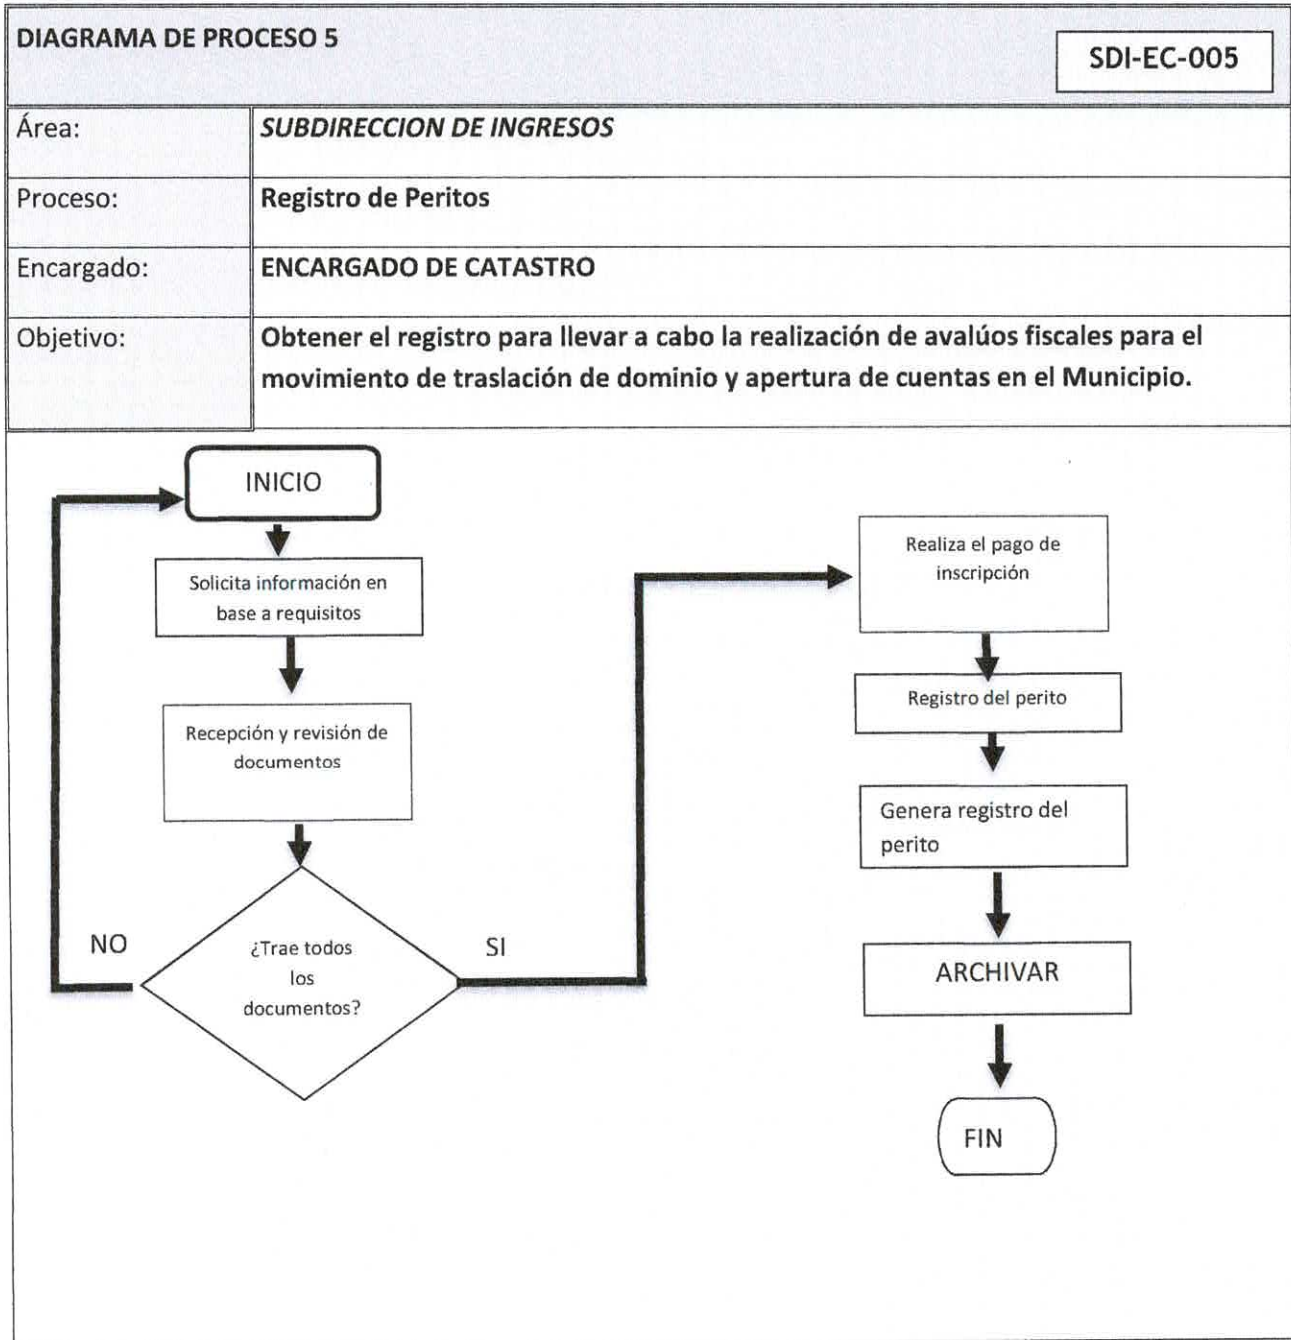 DIAGRAMA DE PROCESO 5
SDI-EC-005
Área:
SUBDIRECCION DE INGRESOS
Proceso:
Registro de Peritos
Encargado:
ENCARGADO DE CATASTRO
Objetivo:
Obtener el registro para llevar a cabo la realización de avalúos fiscales para el
movimiento de traslación de dominio y apertura de cuentas en el Municipio.
INICIO
Solicita información en
base a requisitos
Recepción y revisión de
documentos
¿Trae todos
los
documentos?
NO
SI
Realiza el pago de
inscripción
Registro del perito
Genera registro del
perito
ARCHIVAR
FIN